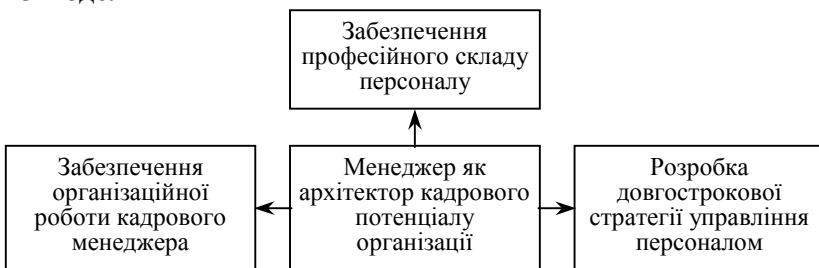 Забезпечення
професійного складу
персоналу
Забезпечення
організаційної
роботи кадрового
менеджера
Менеджер як
архітектор кадрового
потенціалу
організації
Розробка
довгострокової
стратегії управління
персоналом